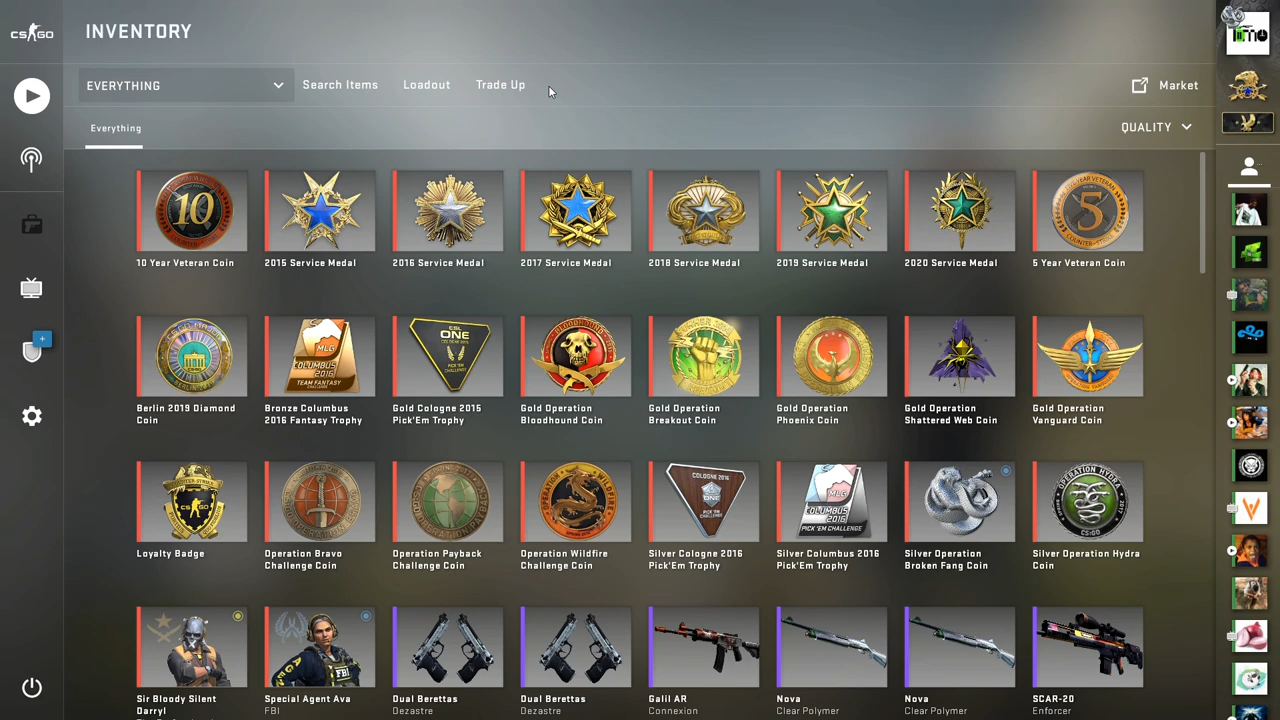 CS:GO
INVENTORY
EVERYTHING
Search Items
Loadout
Trade Up
Market
Everything
QUALITY
10 Year Veteran Coin
2015 Service Medal
2016 Service Medal
2017 Service Medal
2018 Service Medal
2019 Service Medal
2020 Service Medal
5 Year Veteran Coin
Berlin 2019 Diamond
Coin
Bronze Columbus
2016 Fantasy Trophy
Gold Cologne 2015
Pick'Em Trophy
Gold Operation
Bloodhound Coin
Gold Operation
Breakout Coin
Gold Operation
Phoenix Coin
Gold Operation
Shattered Web Coin
Gold Operation
Vanguard Coin
Loyalty Badge
Operation Bravo
Challenge Coin
Operation Payback
Challenge Coin
Operation Wildfire
Challenge Coin
Silver Cologne 2016
Pick'Em Trophy
Silver Columbus 2016
Pick'Em Trophy
Silver Operation
Broken Fang Coin
Silver Operation Hydra
Coin
Sir Bloody Silent
Darryl
Special Agent Ava
FBI
Dual Berettas
Dezastre
Dual Berettas
Dezastre
Galil AR
Connexion
Nova
Clear Polymer
Nova
Clear Polymer
SCAR-20
Enforcer